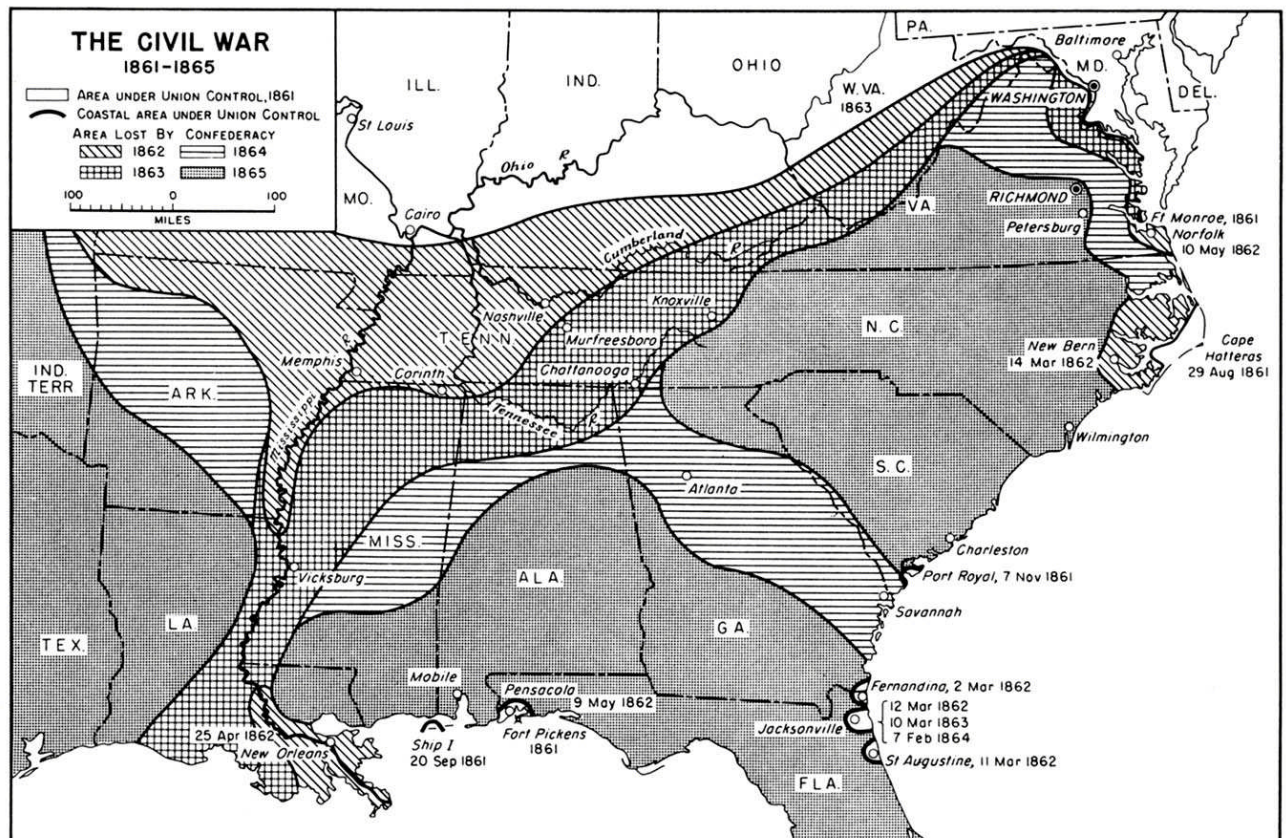 THE CIVIL WAR
1861–1865
AREA UNDER UNION CONTROL, 1861
COASTAL AREA UNDER UNION CONTROL
AREA LOST BY CONFEDERACY
1862
1864
1863
1865
100 0 100
MILES
PA.
Baltimore
MD.
DEL.
ILL.
IND.
OHIO
W. VA.
1863
WASHINGTON
St Louis
Ohio R
MO.
Cairo
VA.
RICHMOND
Petersburg
Ft Monroe, 1861
Norfolk
10 May 1862
Cumberland R
Nashville
Knoxville
TENN.
Murfreesboro
N.C.
Memphis
Corinth
Chattanooga
New Bern
14 Mar 1862
Cape
Hatteras
29 Aug 1861
IND.
TERR
ARK.
Mississippi R
Tennessee R
Wilmington
S.C.
Atlanta
MISS.
Charleston
Vicksburg
ALA.
Port Royal, 7 Nov 1861
Savannah
TEX.
LA.
GA.
Mobile
Pensacola
9 May 1862
Fernandina, 2 Mar 1862
12 Mar 1862
Jacksonville
10 Mar 1863
7 Feb 1864
25 Apr 1862
New Orleans
Ship I
20 Sep 1861
Fort Pickens
1861
St Augustine, 11 Mar 1862
FLA.